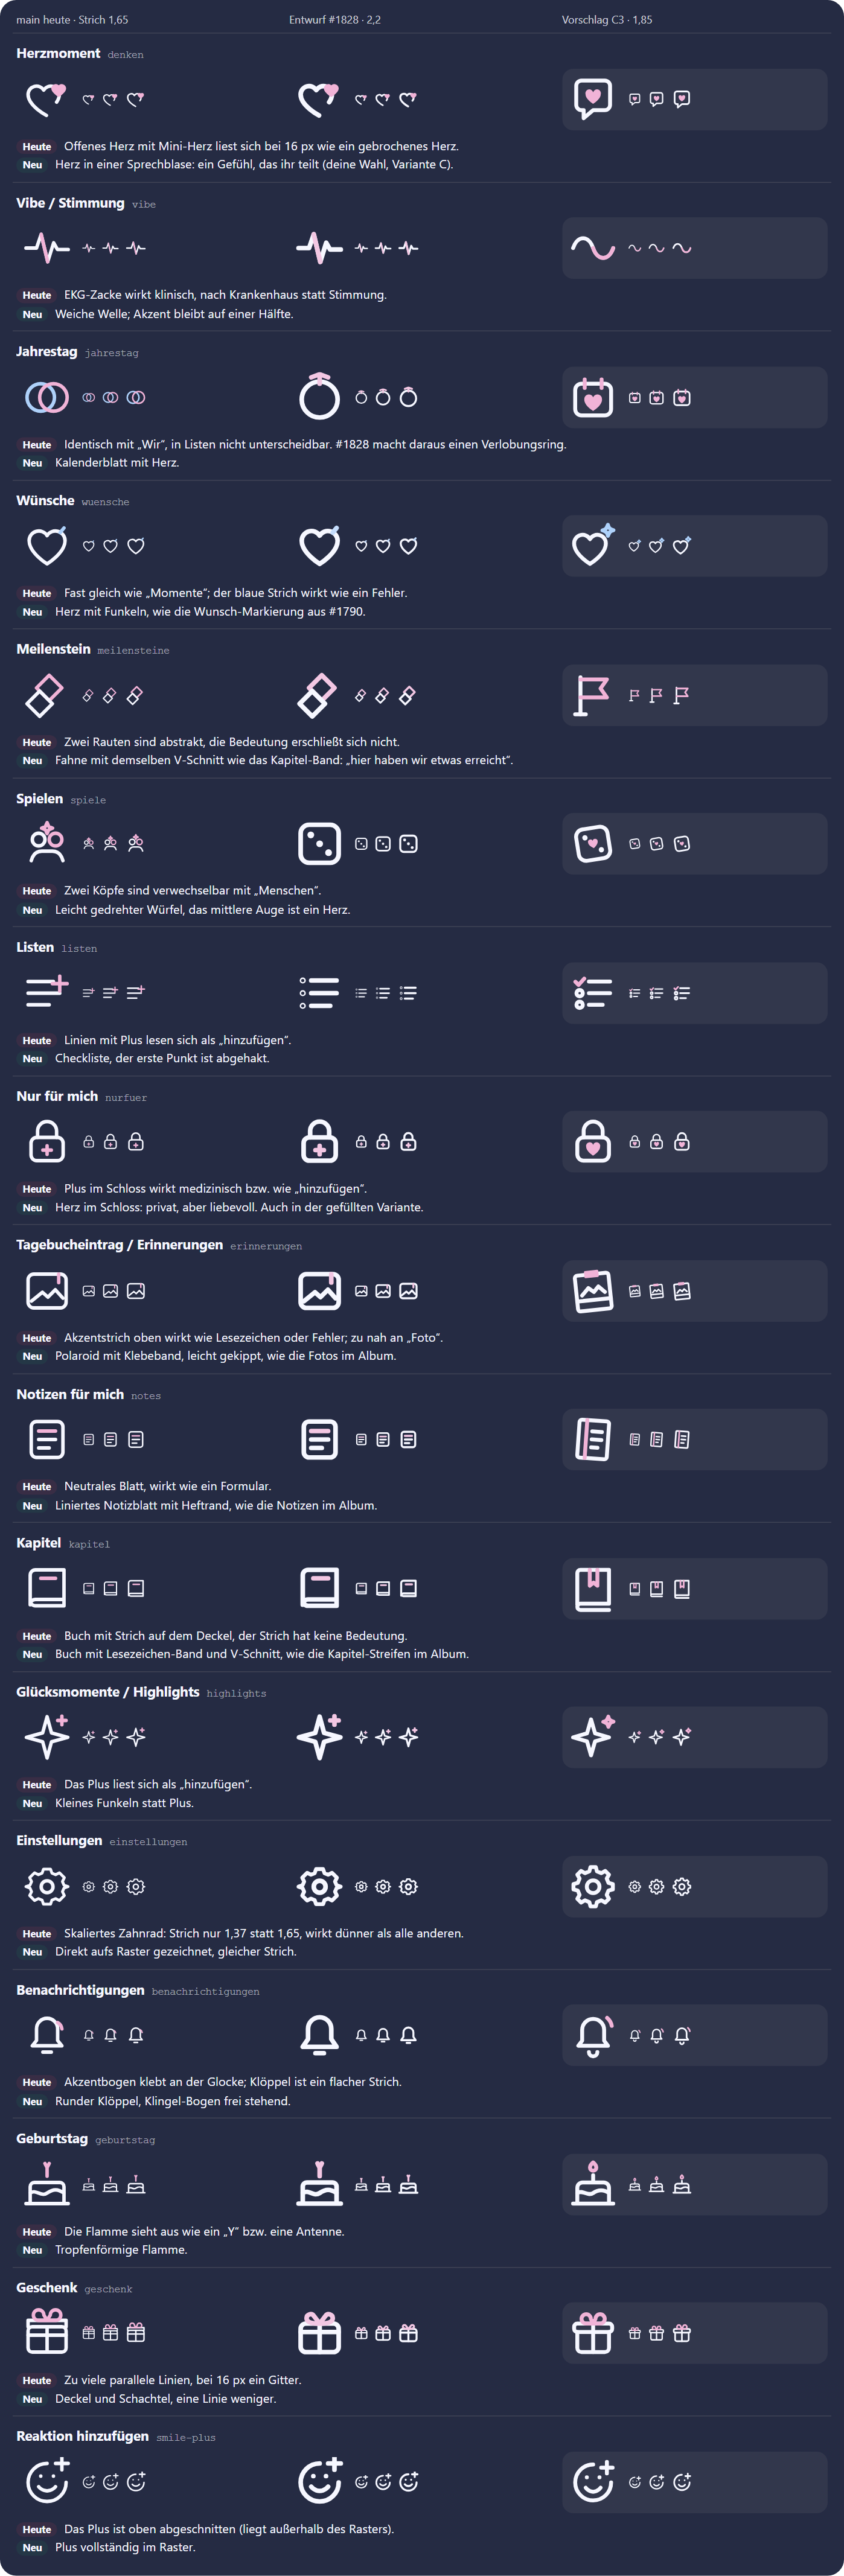 main heute · Strich 1,65
Entwurf #1828 · 2,2
Vorschlag C3 · 1,85
Herzmoment denken
Heute Offenes Herz mit Mini-Herz liest sich bei 16 px wie ein gebrochenes Herz.
Neu Herz in einer Sprechblase: ein Gefühl, das ihr teilt (deine Wahl, Variante C).
Vibe / Stimmung vibe
Heute EKG-Zacke wirkt klinisch, nach Krankenhaus statt Stimmung.
Neu Weiche Welle; Akzent bleibt auf einer Hälfte.
Jahrestag jahrestag
Heute Identisch mit „Wir“, in Listen nicht unterscheidbar. #1828 macht daraus einen Verlobungsring.
Neu Kalenderblatt mit Herz.
Wünsche wuensche
Heute Fast gleich wie „Momente“; der blaue Strich wirkt wie ein Fehler.
Neu Herz mit Funkeln, wie die Wunsch-Markierung aus #1790.
Meilenstein meilensteine
Heute Zwei Rauten sind abstrakt, die Bedeutung erschließt sich nicht.
Neu Fahne mit demselben V-Schnitt wie das Kapitel-Band: „hier haben wir etwas erreicht“.
Spielen spiele
Heute Zwei Köpfe sind verwechselbar mit „Menschen“.
Neu Leicht gedrehter Würfel, das mittlere Auge ist ein Herz.
Listen listen
Heute Linien mit Plus lesen sich als „hinzufügen“.
Neu Checkliste, der erste Punkt ist abgehakt.
Nur für mich nurfuer
Heute Plus im Schloss wirkt medizinisch bzw. wie „hinzufügen“.
Neu Herz im Schloss: privat, aber liebevoll. Auch in der gefüllten Variante.
Tagebucheintrag / Erinnerungen erinnerungen
Heute Akzentstrich oben wirkt wie Lesezeichen oder Fehler; zu nah an „Foto“.
Neu Polaroid mit Klebeband, leicht gekippt, wie die Fotos im Album.
Notizen für mich notes
Heute Neutrales Blatt, wirkt wie ein Formular.
Neu Liniertes Notizblatt mit Heftrand, wie die Notizen im Album.
Kapitel kapitel
Heute Buch mit Strich auf dem Deckel, der Strich hat keine Bedeutung.
Neu Buch mit Lesezeichen-Band und V-Schnitt, wie die Kapitel-Streifen im Album.
Glücksmomente / Highlights highlights
Heute Das Plus liest sich als „hinzufügen“.
Neu Kleines Funkeln statt Plus.
Einstellungen einstellungen
Heute Skaliertes Zahnrad: Strich nur 1,37 statt 1,65, wirkt dünner als alle anderen.
Neu Direkt aufs Raster gezeichnet, gleicher Strich.
Benachrichtigungen benachrichtigungen
Heute Akzentbogen klebt an der Glocke; Klöppel ist ein flacher Strich.
Neu Runder Klöppel, Klingel-Bogen frei stehend.
Geburtstag geburtstag
Heute Die Flamme sieht aus wie ein „Y“ bzw. eine Antenne.
Neu Tropfenförmige Flamme.
Geschenk geschenk
Heute Zu viele parallele Linien, bei 16 px ein Gitter.
Neu Deckel und Schachtel, eine Linie weniger.
Reaktion hinzufügen smile-plus
Heute Das Plus ist oben abgeschnitten (liegt außerhalb des Rasters).
Neu Plus vollständig im Raster.